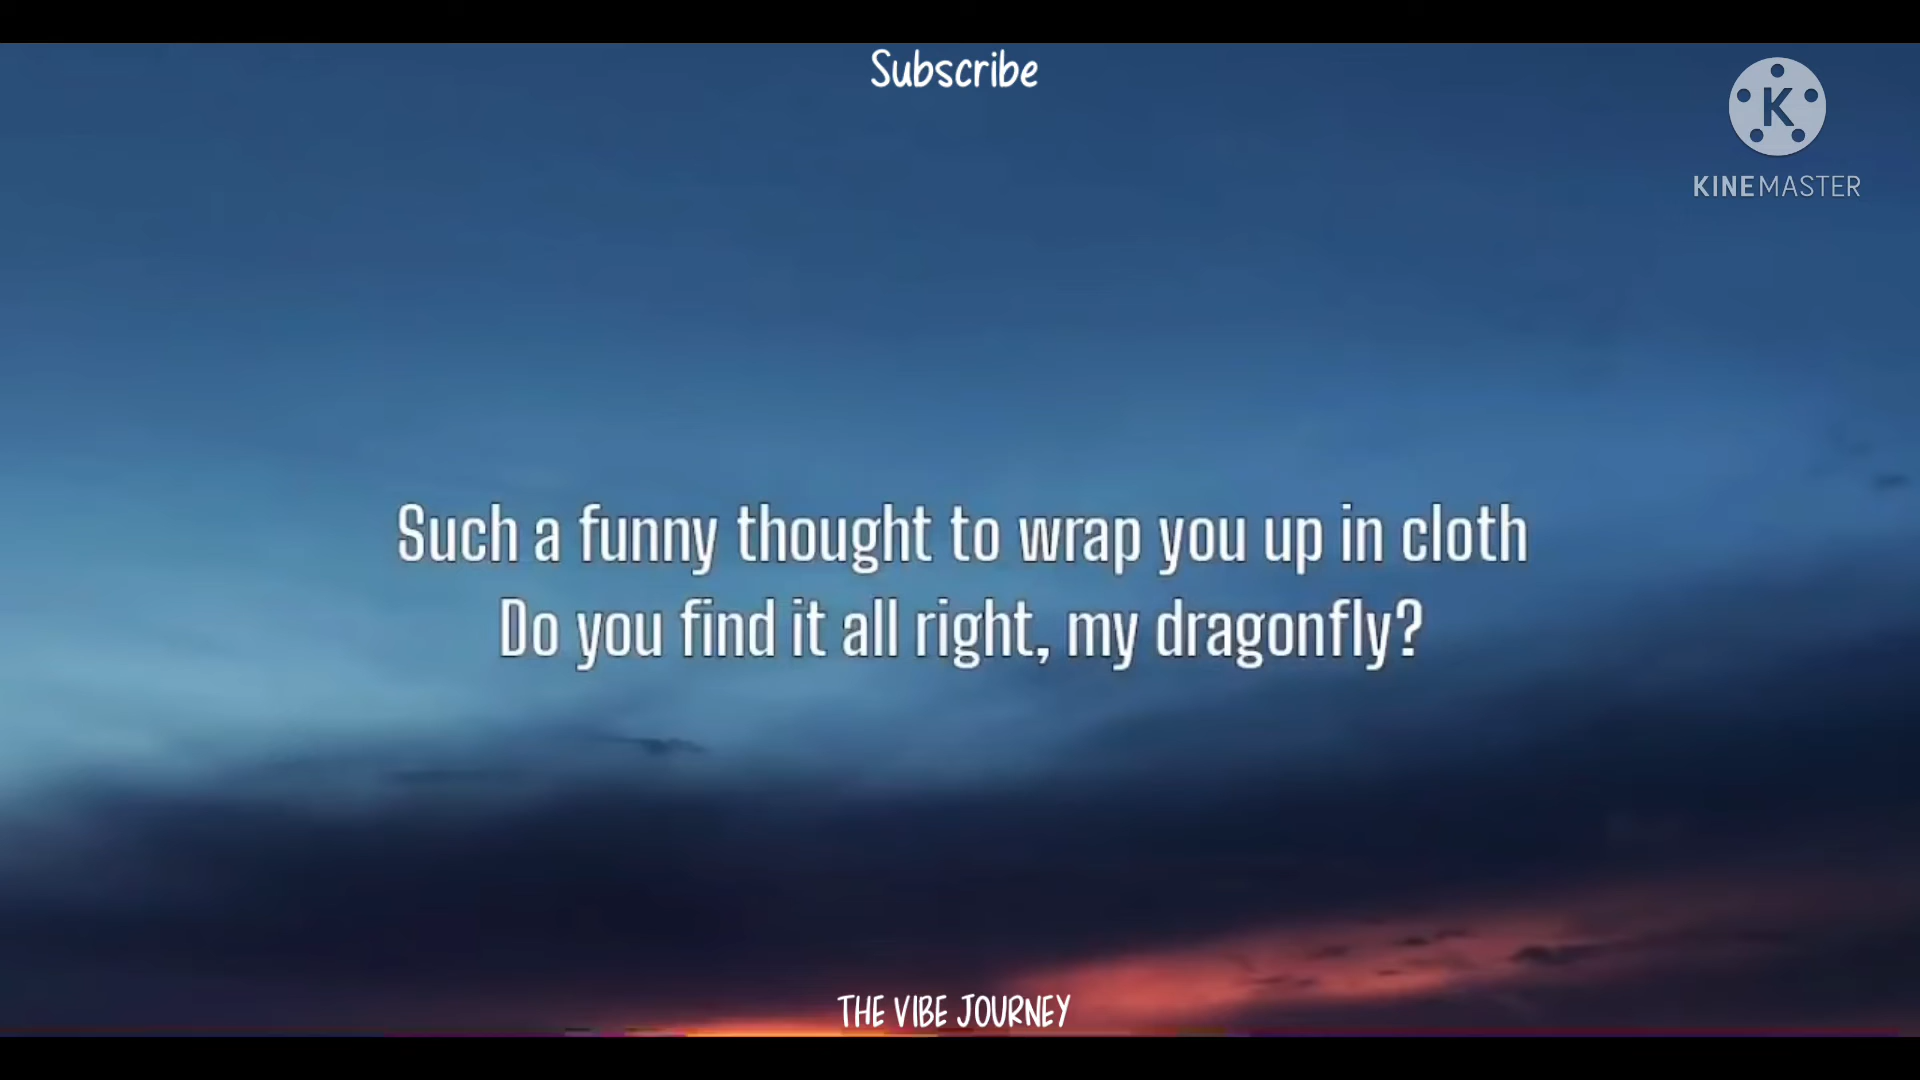 Subscribe
K
KINEMASTER
Such a funny thought to wrap you up in cloth
Do you find it all right, my dragonfly?
THE VIBE JOURNEY